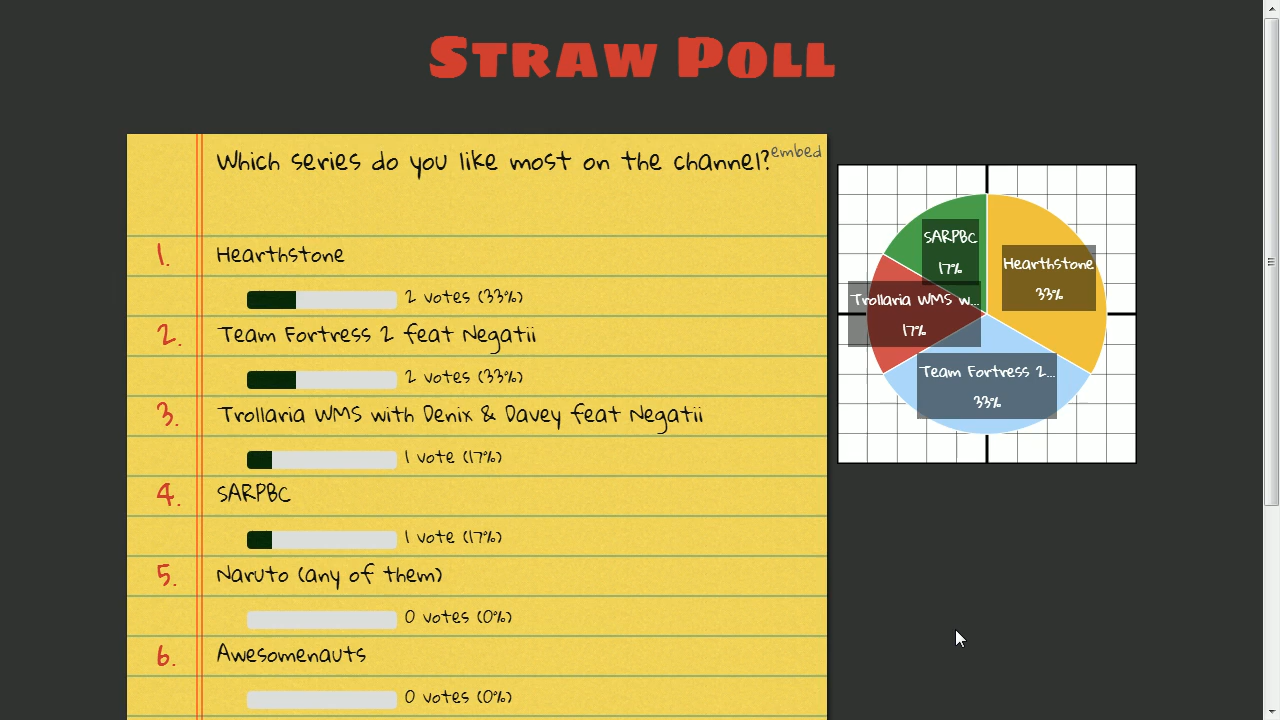 STRAW POLL
Which series do you like most on the channel?
embed
1. Hearthstone
2 votes (33%)
2. Team Fortress 2 feat Negatii
2 votes (33%)
3. Trollaria WMS with Denix & Davey feat Negatii
1 vote (17%)
4. SARPBC
1 vote (17%)
5. Naruto (any of them)
0 votes (0%)
6. Awesomenauts
0 votes (0%)
SARPBC
17%
Hearthstone
33%
Trollaria WMS w...
17%
Team Fortress 2...
33%